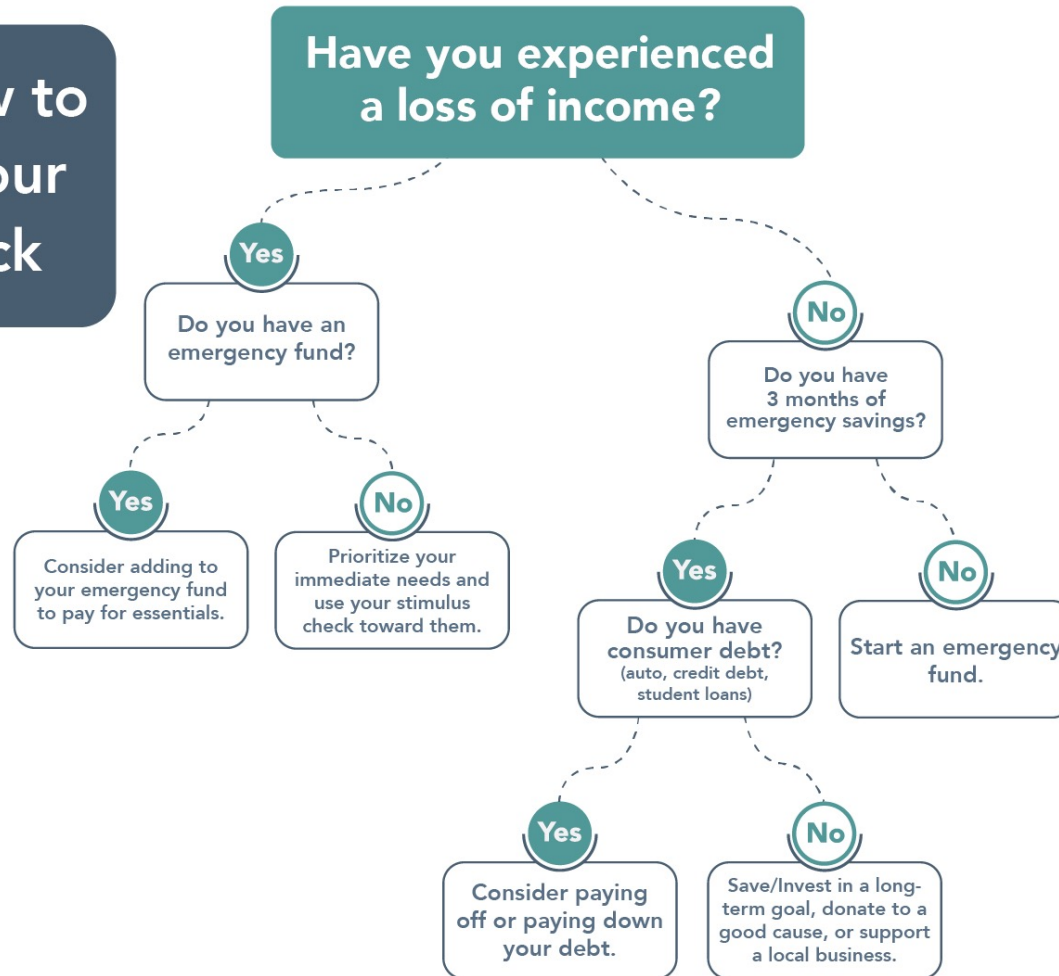 to
ck
Have you experienced
a loss of income?
Yes
Do you have an
emergency fund?
No
Do you have
3 months of
emergency savings?
Yes
Consider adding to
your emergency fund
to pay for essentials.
No
Prioritize your
immediate needs and
use your stimulus
check toward them.
Yes
Do you have
consumer debt?
(auto, credit debt,
student loans)
No
Start an emergency
fund.
Yes
Consider paying
off or paying down
your debt.
No
Save/Invest in a long-
term goal, donate to a
good cause, or support
a local business.